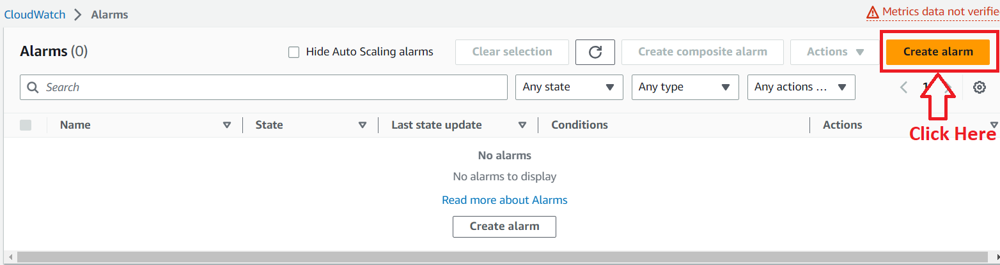 CloudWatch > Alarms
Metrics data not verifie
Alarms (0)
Hide Auto Scaling alarms
Clear selection
Create composite alarm
Actions
Create alarm
Search
Any state
Any type
Any actions ...
1
Click Here
Name
State
Last state update
Conditions
Actions
No alarms
No alarms to display
Read more about Alarms
Create alarm